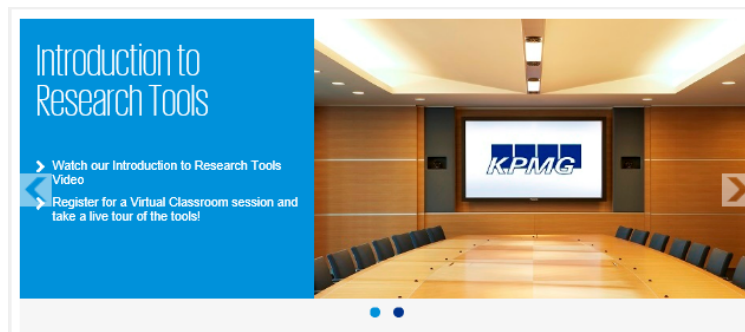 Introduction to
Research Tools
Watch our Introduction to Research Tools
Video
Register for a Virtual Classroom session and
take a live tour of the tools!
KPMG